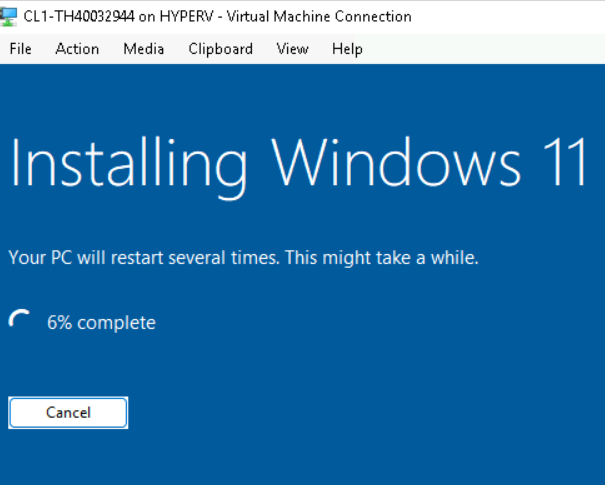 CL1-TH40032944 on HYPERV - Virtual Machine Connection
File Action Media Clipboard View Help
Installing Windows 11
Your PC will restart several times. This might take a while.
6% complete
Cancel